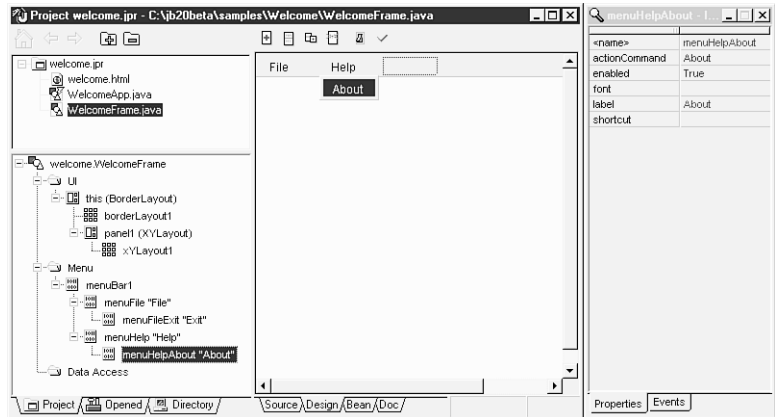 Project welcome.jpr - C:\jb20beta\samples\Welcome\WelcomeFrame.java
welcome.jpr
welcome.html
WelcomeApp.java
WelcomeFrame.java
welcome.WelcomeFrame
UI
this (BorderLayout)
borderLayout1
panel1 (XYLayout)
xYLayout1
Menu
menuBar1
menuFile "File"
menuFileExit "Exit"
menuHelp "Help"
menuHelpAbout "About"
Data Access
Project Opened Directory
File Help
About
Source Design Bean Doc
menuHelpAbout - I...
<name> menuHelpAbout
actionCommand About
enabled True
font
label About
shortcut
Properties Events